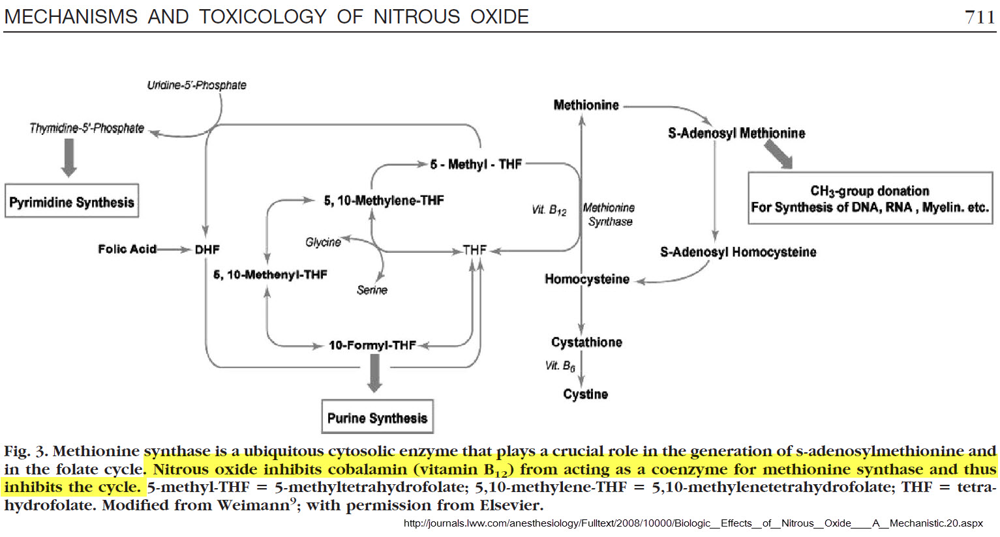 MECHANISMS AND TOXICOLOGY OF NITROUS OXIDE 711
Uridine-5'-Phosphate
Thymidine-5'-Phosphate
Pyrimidine Synthesis
Folic Acid
DHF
5 - Methyl - THF
5, 10-Methylene-THF
Glycine
THF
5, 10-Methenyl-THF
Serine
10-Formyl-THF
Purine Synthesis
Methionine
S-Adenosyl Methionine
CH3-group donation
For Synthesis of DNA, RNA , Myelin. etc.
Vit. B12
Methionine
Synthase
S-Adenosyl Homocysteine
Homocysteine
Cystathione
Vit. B6
Cystine
Fig. 3. Methionine synthase is a ubiquitous cytosolic enzyme that plays a crucial role in the generation of s-adenosylmethionine and
in the folate cycle. Nitrous oxide inhibits cobalamin (vitamin B12) from acting as a coenzyme for methionine synthase and thus
inhibits the cycle. 5-methyl-THF = 5-methyltetrahydrofolate; 5,10-methylene-THF = 5,10-methylenetetrahydrofolate; THF = tetra-
hydrofolate. Modified from Weimann9; with permission from Elsevier.
http://journals.lww.com/anesthesiology/Fulltext/2008/10000/Biologic__Effects__of__Nitrous__Oxide____A__Mechanistic.20.aspx